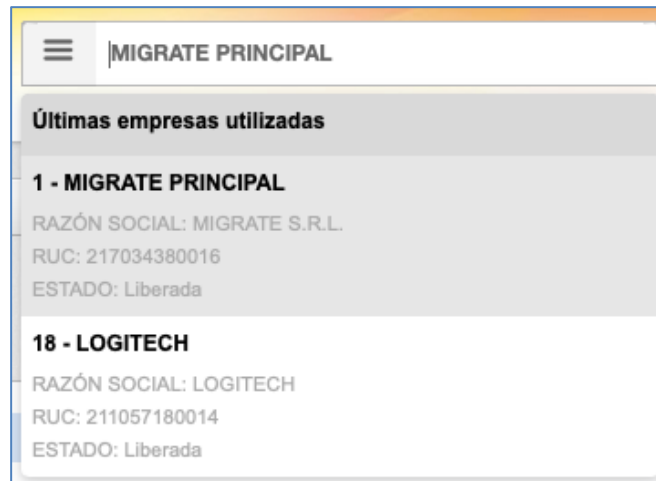 MIGRATE PRINCIPAL
Últimas empresas utilizadas
1 - MIGRATE PRINCIPAL
RAZÓN SOCIAL: MIGRATE S.R.L.
RUC: 217034380016
ESTADO: Liberada
18 - LOGITECH
RAZÓN SOCIAL: LOGITECH
RUC: 211057180014
ESTADO: Liberada